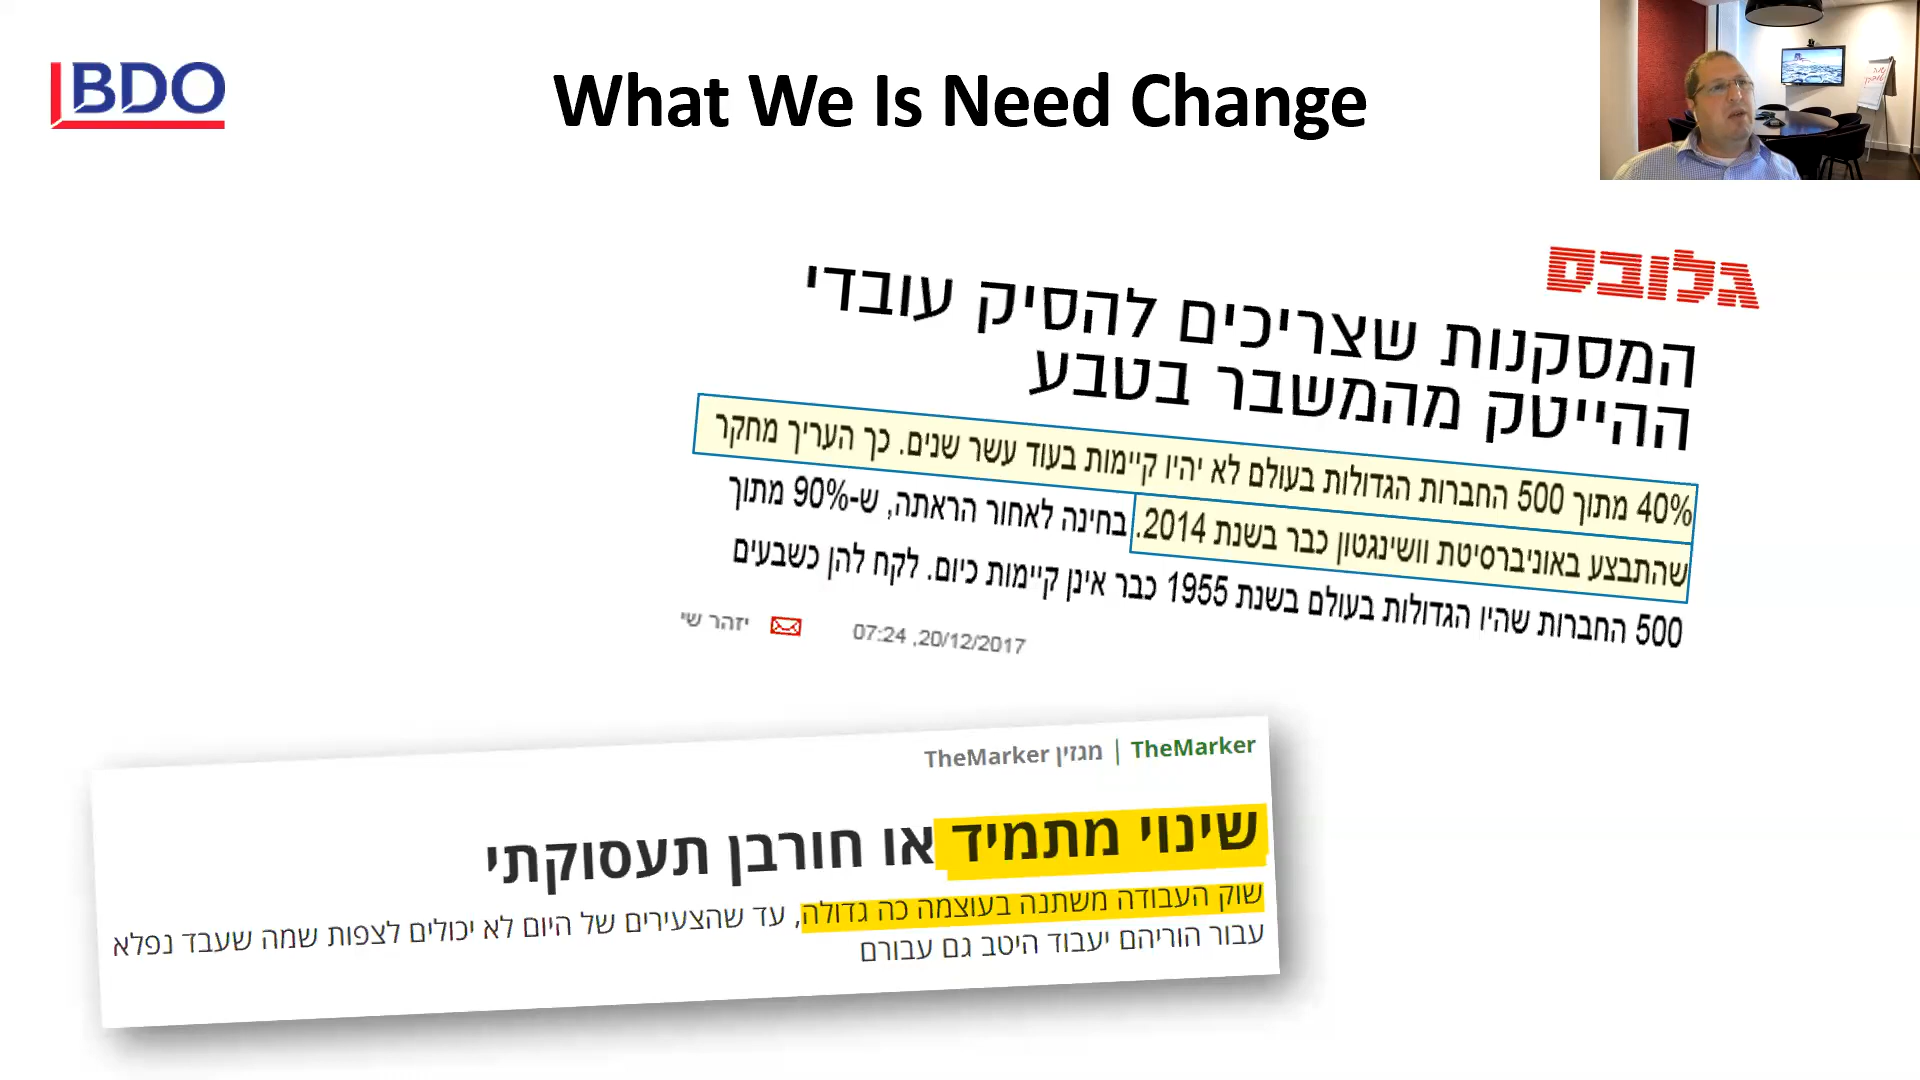 BDO
What We Is Need Change
גלובס
המסקנות שצריכים להסיק עובדי
ההייטק מהמשבר בטבע
40% מתוך 500 החברות הגדולות בעולם לא יהיו קיימות בעוד עשר שנים. כך העריך מחקר
שהתבצע באוניברסיטת וושינגטון כבר בשנת 2014. בחינה לאחור הראתה, ש-90% מתוך
500 החברות שהיו הגדולות בעולם בשנת 1955 כבר אינן קיימות כיום. לקח להן כשבעים
07:24 ,20/12/2017 יזהר שי
TheMarker | מגזין TheMarker
שינוי מתמיד או חורבן תעסוקתי
שוק העבודה משתנה בעוצמה כה גדולה, עד שהצעירים של היום לא יכולים לצפות שמה שעבד נפלא
עבור הוריהם יעבוד היטב גם עבורם